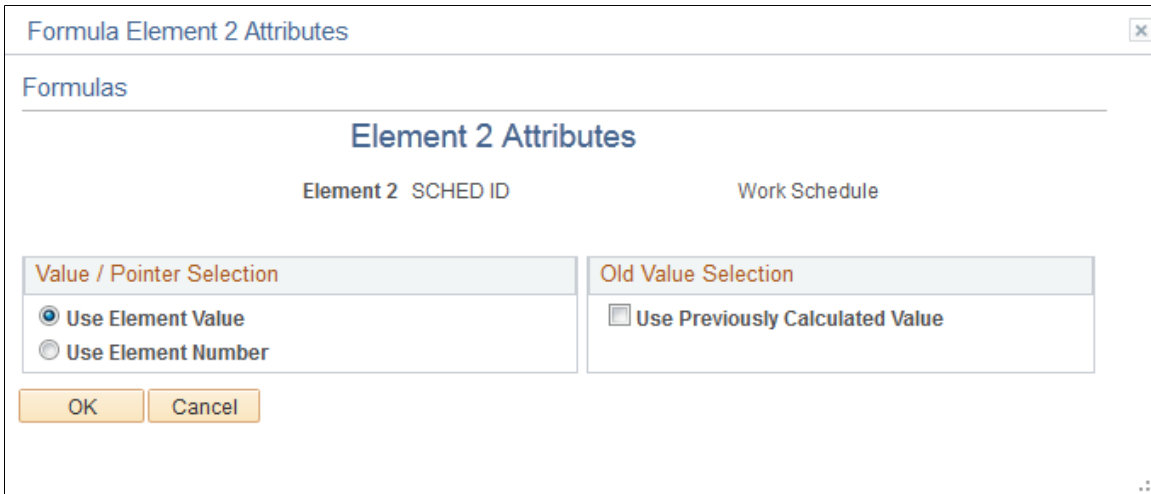 Formula Element 2 Attributes
Formulas
Element 2 Attributes
Element 2 SCHED ID Work Schedule
Value / Pointer Selection
Old Value Selection
Use Element Value
Use Previously Calculated Value
Use Element Number
OK Cancel